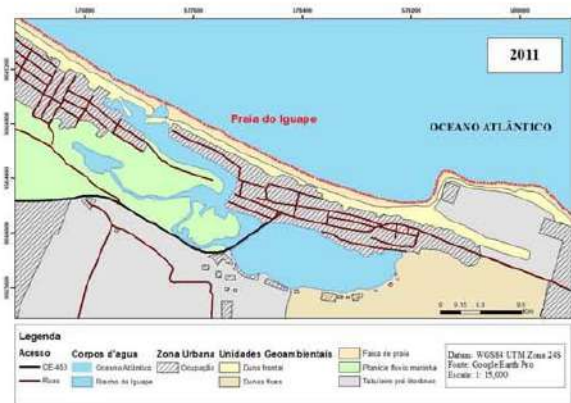 2011
Praia do Iguape
OCEANO ATLÂNTICO
Legenda
Acesso
CE-453
Ruas
Corpos d'agua
Oceano Atlântico
Riacho do Iguape
Zona Urbana
Ocupação
Unidades Geoambientais
Duna frontal
Dunas fixas
Faixa de praia
Planície fluvio marinha
Tabuleiro pré litorâneo
Datum: WGS84 UTM Zona 24S
Fonte: Google Earth Pro
Escala: 1: 15,000